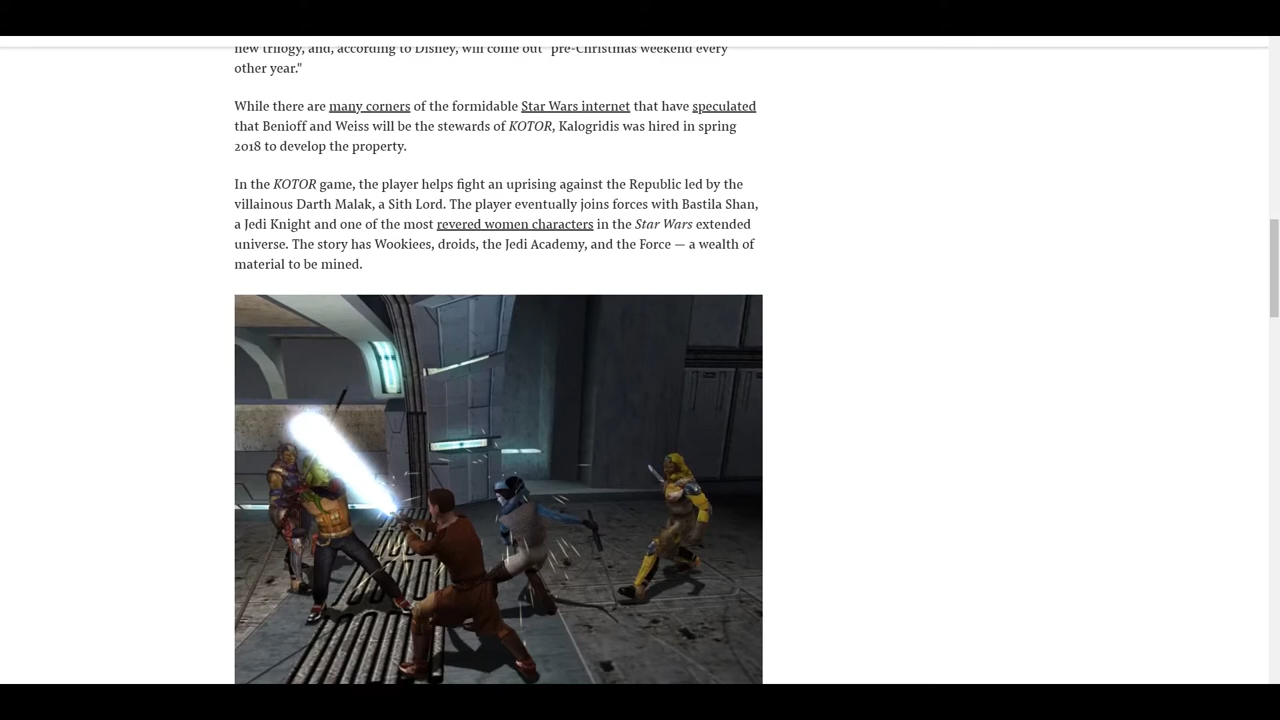 new trilogy, and, according to Disney, will come out "pre-Christmas weekend every
other year."
While there are many corners of the formidable Star Wars internet that have speculated
that Benioff and Weiss will be the stewards of KOTOR, Kalogridis was hired in spring
2018 to develop the property.
In the KOTOR game, the player helps fight an uprising against the Republic led by the
villainous Darth Malak, a Sith Lord. The player eventually joins forces with Bastila Shan,
a Jedi Knight and one of the most revered women characters in the Star Wars extended
universe. The story has Wookiees, droids, the Jedi Academy, and the Force — a wealth of
material to be mined.